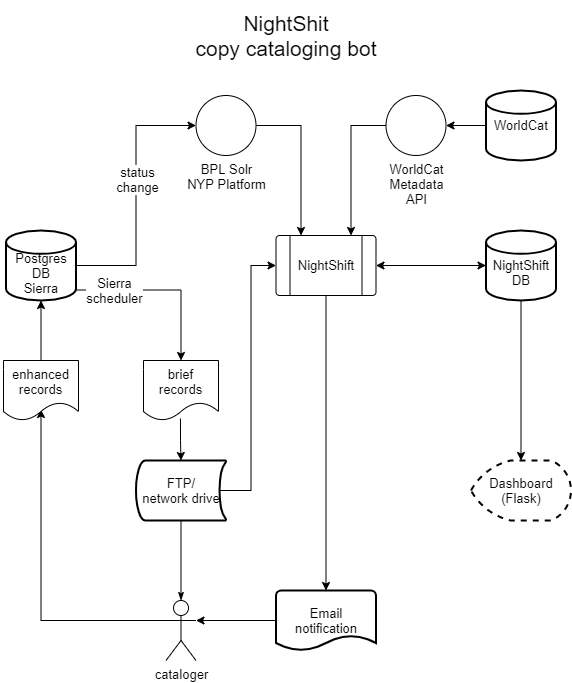 NightShit
copy cataloging bot
BPL Solr
NYP Platform
WorldCat
Metadata
API
WorldCat
status
change
Postgres
DB
Sierra
Sierra
scheduler
NightShift
NightShift
DB
enhanced
records
brief
records
FTP/
network drive
Dashboard
(Flask)
Email
notification
cataloger